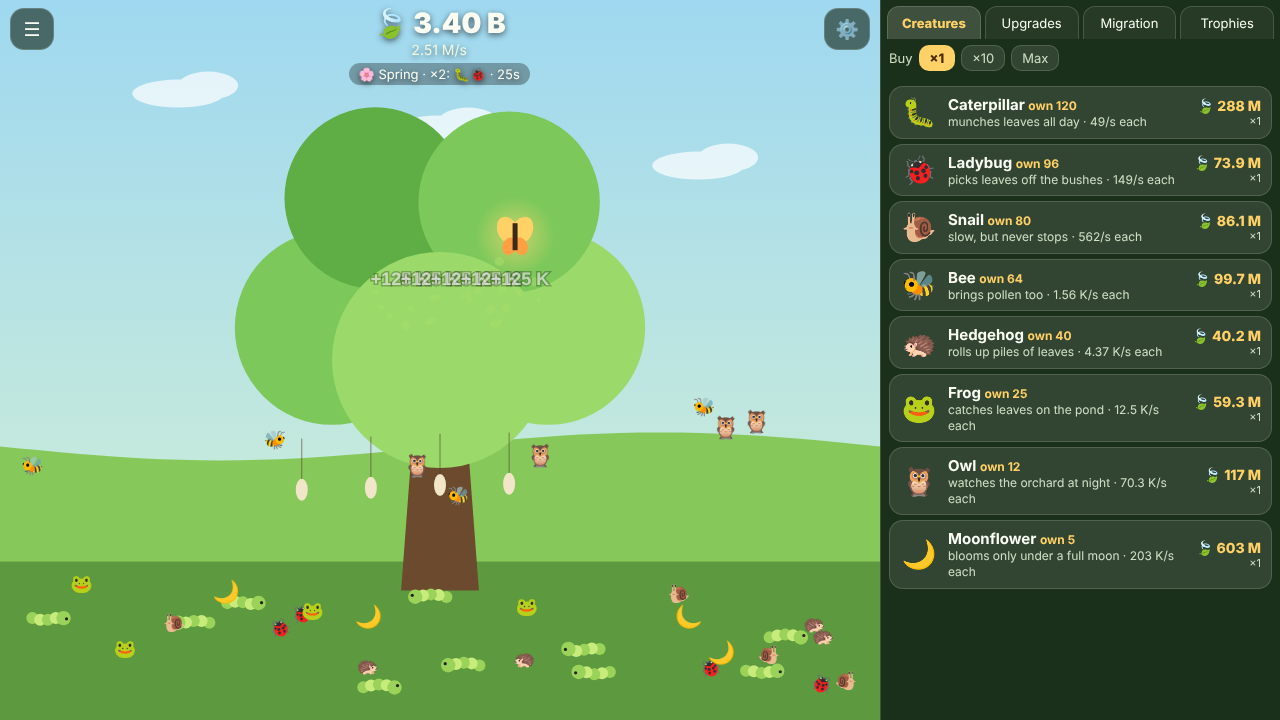 3.40 B
2.51 M/s
Spring · ×2: · 25s
Creatures
Upgrades
Migration
Trophies
Buy
×1
×10
Max
Caterpillar own 120
munches leaves all day · 49/s each
288 M
×1
Ladybug own 96
picks leaves off the bushes · 149/s each
73.9 M
×1
Snail own 80
slow, but never stops · 562/s each
86.1 M
×1
Bee own 64
brings pollen too · 1.56 K/s each
99.7 M
×1
Hedgehog own 40
rolls up piles of leaves · 4.37 K/s each
40.2 M
×1
Frog own 25
catches leaves on the pond · 12.5 K/s
each
59.3 M
×1
Owl own 12
watches the orchard at night · 70.3 K/s
each
117 M
×1
Moonflower own 5
blooms only under a full moon · 203 K/s
each
603 M
×1